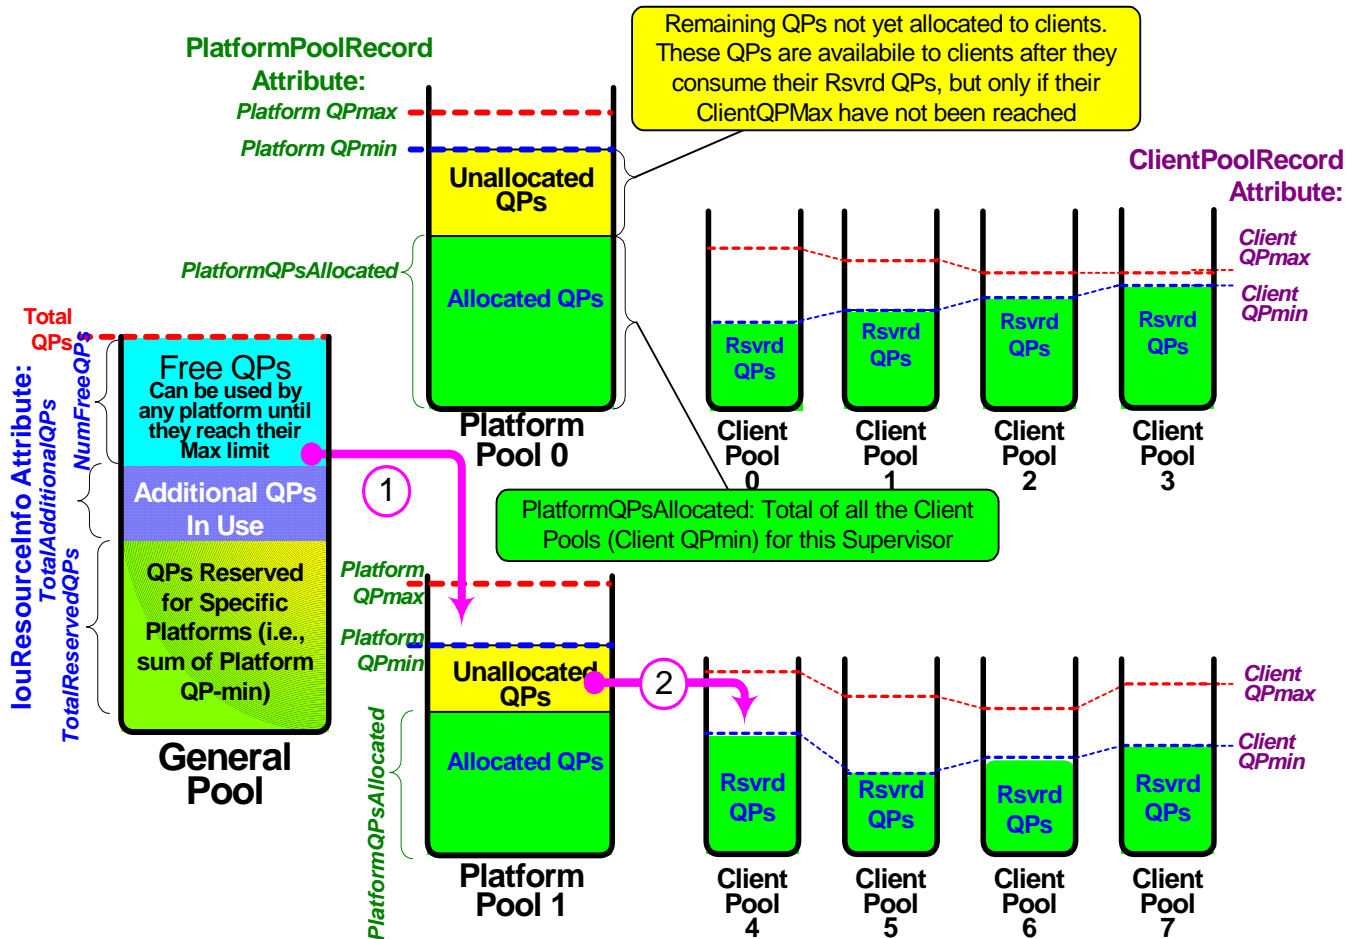 PlatformPoolRecord
Attribute:
Platform QPmax
Platform QPmin
Remaining QPs not yet allocated to clients.
These QPs are availabile to clients after they
consume their Rsvrd QPs, but only if their
ClientQPMax have not been reached
Unallocated
QPs
PlatformQPsAllocated
Allocated QPs
Platform
Pool 0
ClientPoolRecord
Attribute:
Client
QPmax
Client
QPmin
Rsvrd
QPs
Rsvrd
QPs
Rsvrd
QPs
Rsvrd
QPs
Client
Pool
0
Client
Pool
1
Client
Pool
2
Client
Pool
3
Total
QPs
IouResourceInfo Attribute:
NumFreeQPs
TotalAdditionalQPs
TotalReservedQPs
Free QPs
Can be used by
any platform until
they reach their
Max limit
Additional QPs
In Use
QPs Reserved
for Specific
Platforms (i.e.,
sum of Platform
QP-min)
General
Pool
1
PlatformQPsAllocated: Total of all the Client
Pools (Client QPmin) for this Supervisor
Platform
QPmax
Platform
QPmin
Unallocated
QPs
2
PlatformQPsAllocated
Allocated QPs
Platform
Pool 1
Client
QPmax
Client
QPmin
Rsvrd
QPs
Rsvrd
QPs
Rsvrd
QPs
Rsvrd
QPs
Client
Pool
4
Client
Pool
5
Client
Pool
6
Client
Pool
7